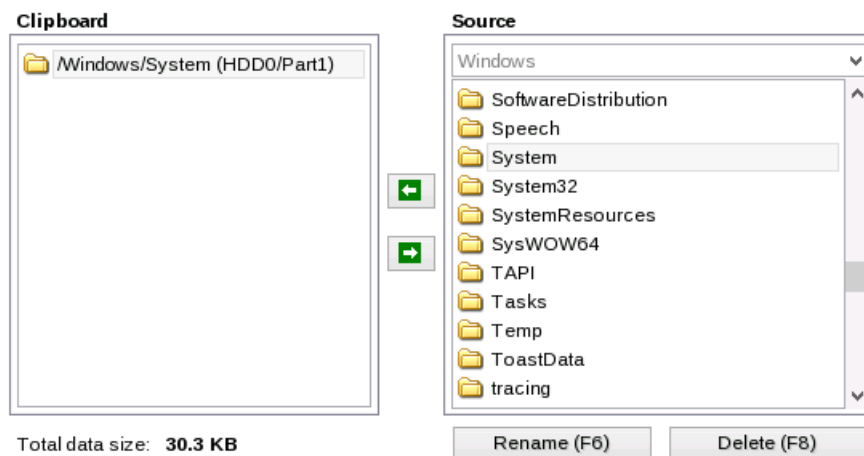 Clipboard
/Windows/System (HDD0/Part1)
Total data size: 30.3 KB
Source
Windows
SoftwareDistribution
Speech
System
System32
SystemResources
SysWOW64
TAPI
Tasks
Temp
ToastData
tracing
Rename (F6)
Delete (F8)